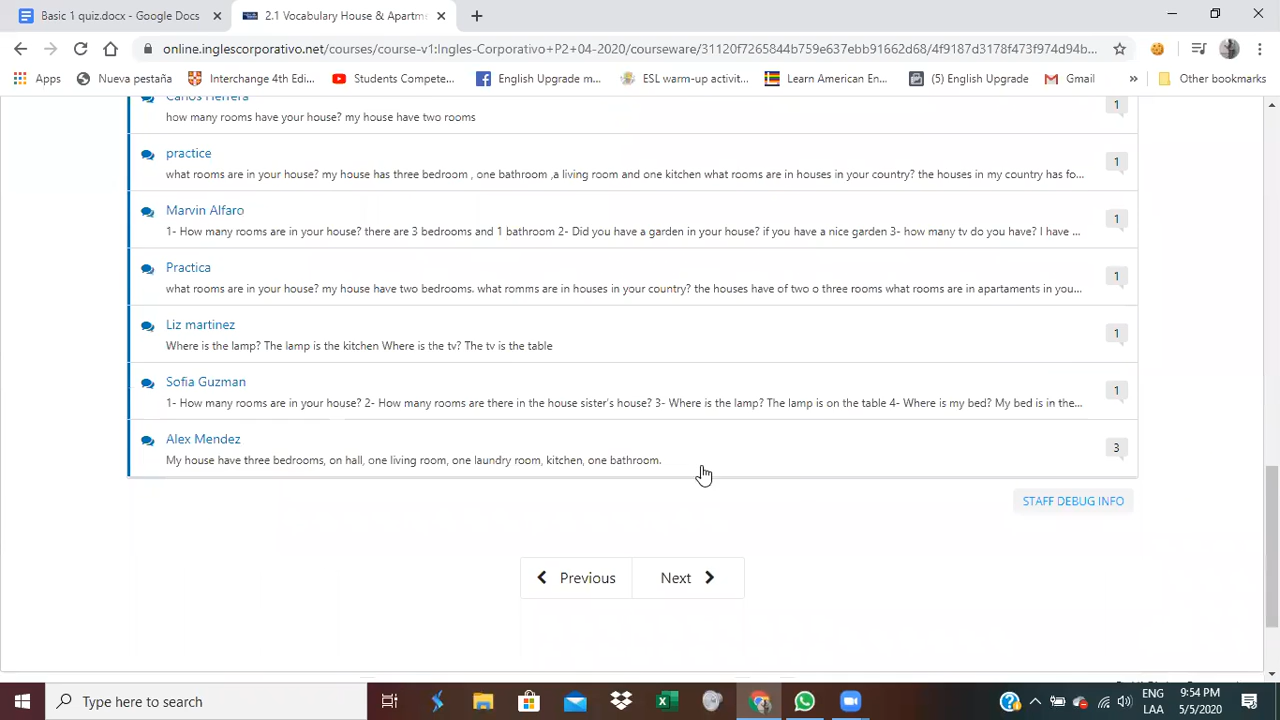 Basic 1 quiz.docx - Google Docs
2.1 Vocabulary House & Apartm
online.inglescorporativo.net/courses/course-v1:Ingles-Corporativo+P2+04-2020/courseware/31120f7265844b759e637ebb91662d68/4f9187d3178f473f974d94b...
Apps
Nueva pestaña
Interchange 4th Edi...
Students Compete...
English Upgrade m...
ESL warm-up activit...
Learn American En...
(5) English Upgrade
Gmail
Other bookmarks
Carlos Herrera
1
how many rooms have your house? my house have two rooms
practice
1
what rooms are in your house? my house has three bedroom , one bathroom ,a living room and one kitchen what rooms are in houses in your country? the houses in my country has fo...
Marvin Alfaro
1
1- How many rooms are in your house? there are 3 bedrooms and 1 bathroom 2- Did you have a garden in your house? if you have a nice garden 3- how many tv do you have? I have ...
Practica
1
what rooms are in your house? my house have two bedrooms. what romms are in houses in your country? the houses have of two o three rooms what rooms are in apartaments in you...
Liz martinez
1
Where is the lamp? The lamp is the kitchen Where is the tv? The tv is the table
Sofia Guzman
1
1- How many rooms are in your house? 2- How many rooms are there in the house sister's house? 3- Where is the lamp? The lamp is on the table 4- Where is my bed? My bed is in the...
Alex Mendez
3
My house have three bedrooms, on hall, one living room, one laundry room, kitchen, one bathroom.
STAFF DEBUG INFO
Previous
Next
Type here to search
ENG
LAA
9:54 PM
5/5/2020